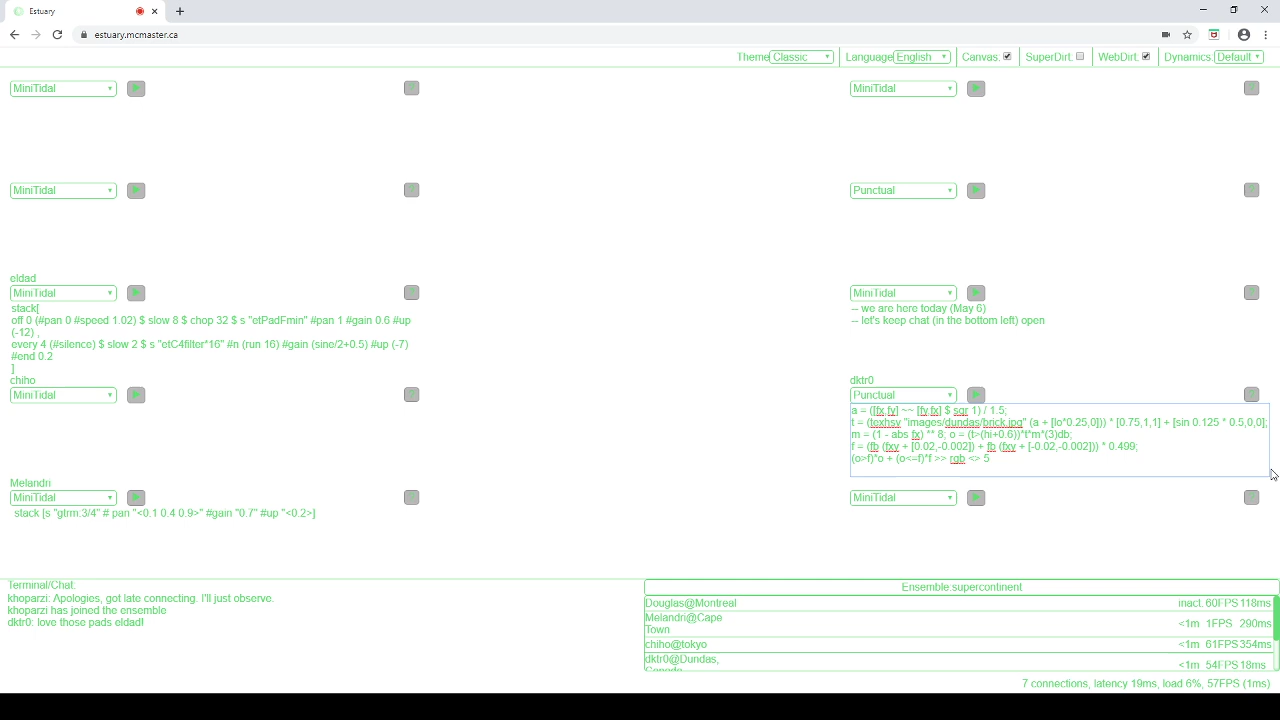 Estuary
estuary.mcmaster.ca
Theme Classic Language English Canvas: SuperDirt: WebDirt: Dynamics: Default
MiniTidal ?
MiniTidal ?
MiniTidal ?
Punctual ?
eldad
MiniTidal ?
stack[
off 0 (#pan 0 #speed 1.02) $ slow 8 $ chop 32 $ s "etPadFmin" #pan 1 #gain 0.6 #up
(-12) ,
every 4 (#silence) $ slow 2 $ s "etC4filter*16" #n (run 16) #gain (sine/2+0.5) #up (-7)
#end 0.2
]
MiniTidal ?
-- we are here today (May 6)
-- let's keep chat (in the bottom left) open
chiho
MiniTidal ?
dktr0
Punctual ?
a = ([fx,fy] ~~ [fy,fx] $ sqr 1) / 1.5;
t = (texhsv "images/dundas/brick.jpg" (a + [lo*0.25,0])) * [0.75,1,1] + [sin 0.125 * 0.5,0,0];
m = (1 - abs fx) ** 8; o = (t>(hi+0.6))*t*m*(3)db;
f = (fb (fxy + [0.02,-0.002]) + fb (fxy + [-0.02,-0.002])) * 0.499;
(o>f)*o + (o<=f)*f >> rgb <> 5
Melandri
MiniTidal ?
stack [s "gtrm:3/4" # pan "<0.1 0.4 0.9>" #gain "0.7" #up "<0.2>"]
MiniTidal ?
Terminal/Chat:
khoparzi: Apologies, got late connecting. I'll just observe.
khoparzi has joined the ensemble
dktr0: love those pads eldad!
Ensemble:supercontinent
Douglas@Montreal inact. 60FPS 118ms
Melandri@Cape
Town <1m 1FPS 290ms
chiho@tokyo <1m 61FPS 354ms
dktr0@Dundas,
Canada <1m 54FPS 18ms
7 connections, latency 19ms, load 6%, 57FPS (1ms)